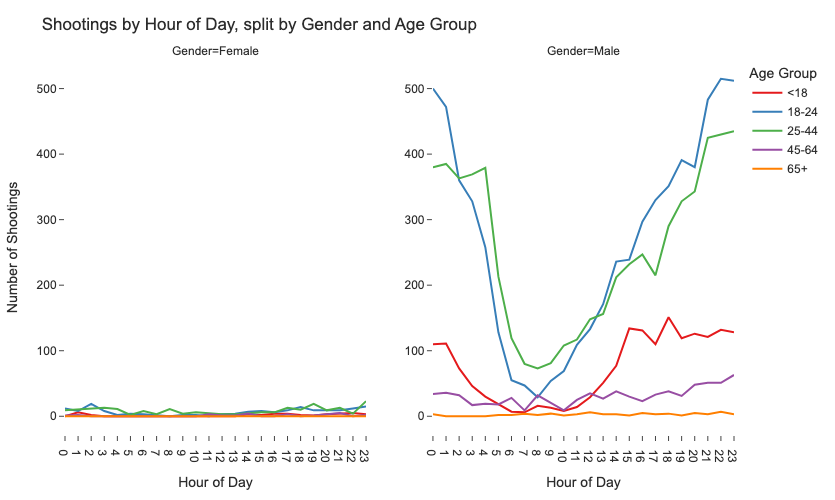 Shootings by Hour of Day, split by Gender and Age Group
Gender=Female
Gender=Male
Age Group
<18
18-24
25-44
45-64
65+
Number of Shootings
500
400
300
200
100
0
500
400
300
200
100
0
0 1 2 3 4 5 6 7 8 9 10 11 12 13 14 15 16 17 18 19 20 21 22 23
0 1 2 3 4 5 6 7 8 9 10 11 12 13 14 15 16 17 18 19 20 21 22 23
Hour of Day
Hour of Day